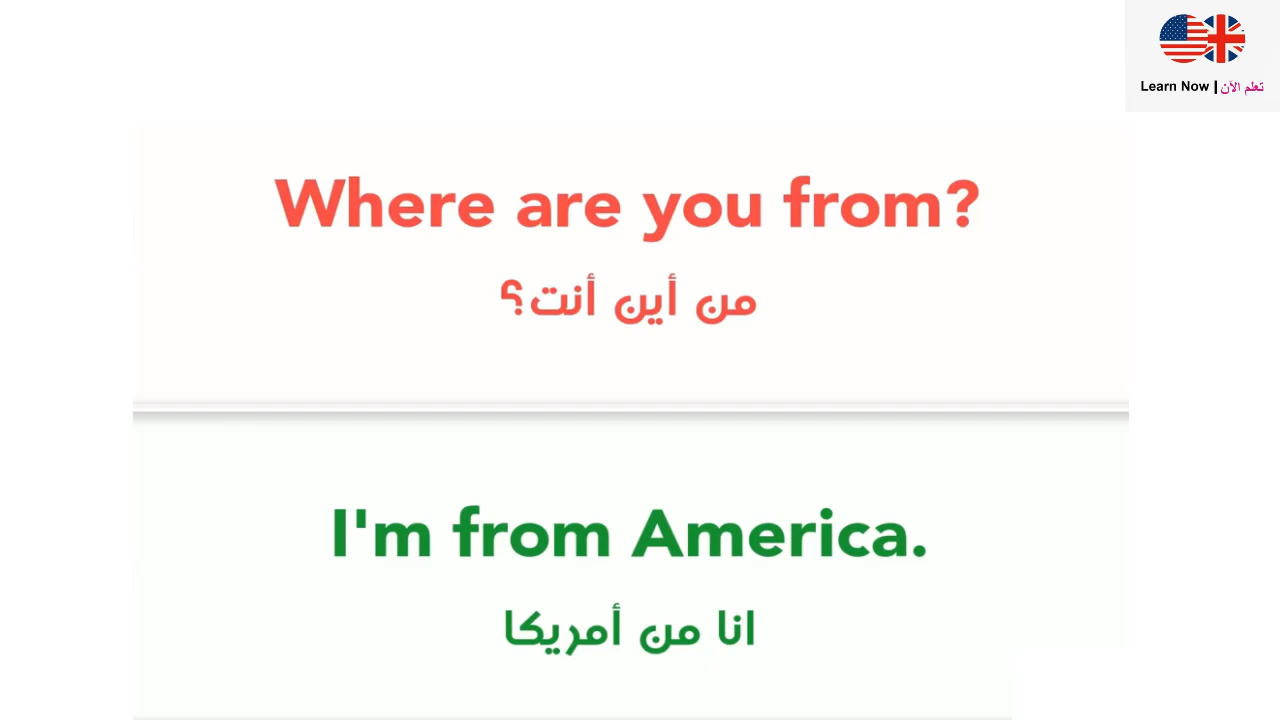 Learn Now | تعلم الآن
Where are you from?
من أين أنت؟
I'm from America.
انا من أمريكا